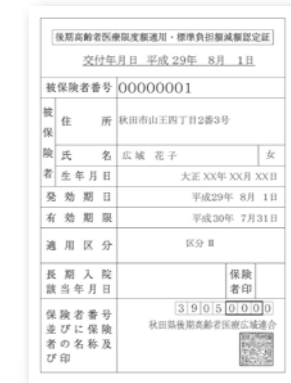 後期高齢者医療限度額適用・標準負担額減額認定証
交付年月日 平成 29年 8月 1日
被保険者番号 00000001
被保険者
住所 秋田市山王四丁目2番3号
氏名 広域 花子 女
生年月日 大正 XX年 XX月 XX日
発効期日 平成29年 8月 1日
有効期限 平成30年 7月31日
適用区分 区分 Ⅱ
長期入院 保険
該当年月日 者印
保険者番号 39050000
並びに保険 秋田県後期高齢者医療広域連合
者の名称及
び印